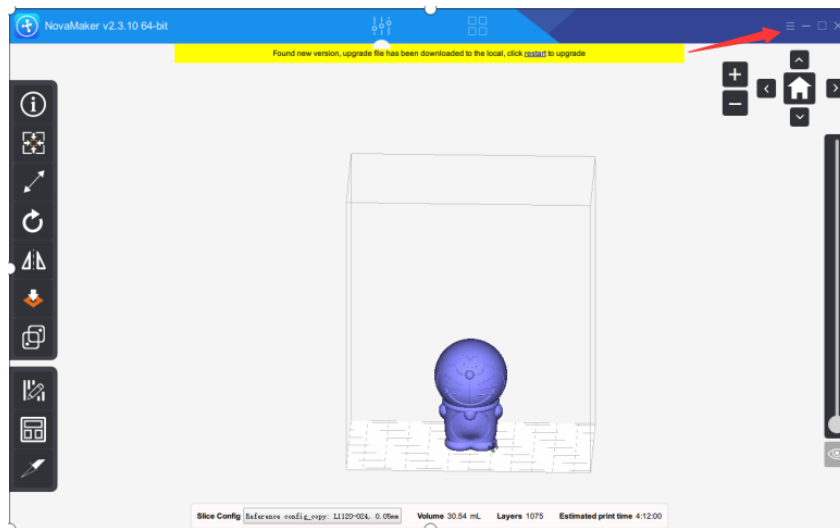 NovaMaker v2.3.10 64-bit
Found new version, upgrade file has been downloaded to the local, click restart to upgrade
Slice Config Reference config_copy: L1120-024, 0.05mm Volume 30.54 mL Layers 1075 Estimated print time 4:12:00